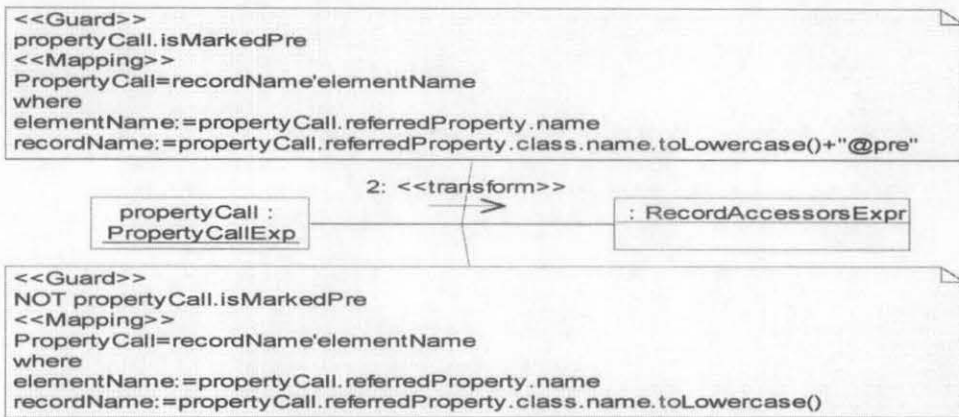 <<Guard>>
propertyCall.isMarkedPre
<<Mapping>>
PropertyCall=recordName'elementName
where
elementName:=propertyCall.referredProperty.name
recordName:=propertyCall.referredProperty.class.name.toLowercase()+"@pre"
2: <<transform>>
propertyCall :
PropertyCallExp
: RecordAccessorsExpr
<<Guard>>
NOT propertyCall.isMarkedPre
<<Mapping>>
PropertyCall=recordName'elementName
where
elementName:=propertyCall.referredProperty.name
recordName:=propertyCall.referredProperty.class.name.toLowercase()